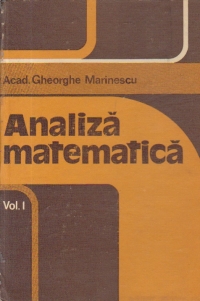 Acad. Gheorghe Marinescu
Analiză
matematică
Vol. I